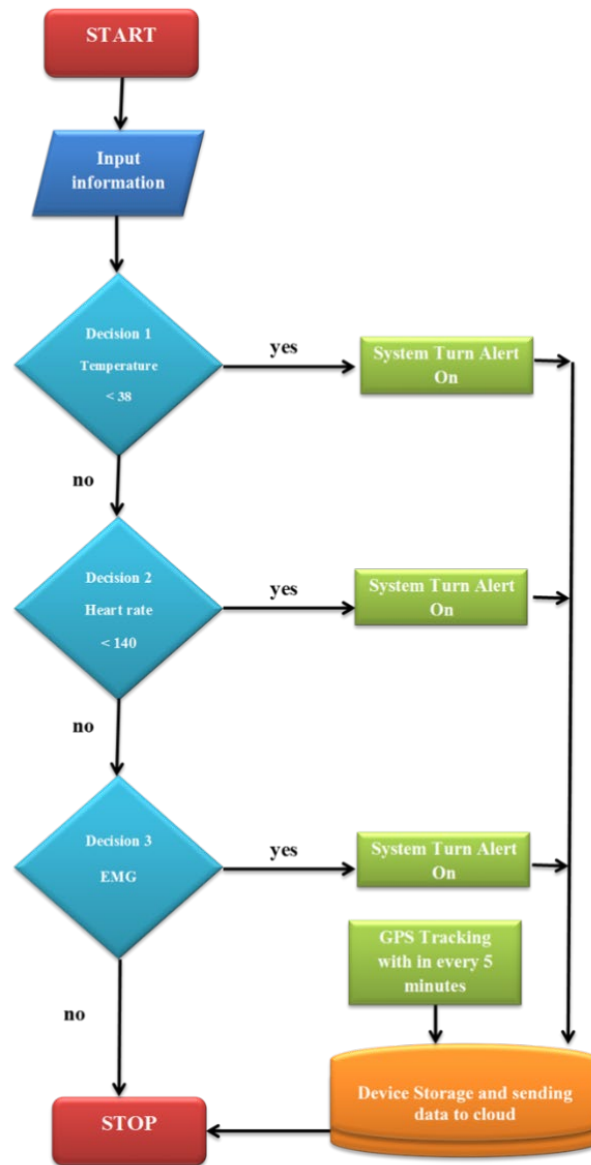 START
Input
information
Decision 1
Temperature
< 38
yes
System Turn Alert
On
no
Decision 2
Heart rate
< 140
yes
System Turn Alert
On
no
Decision 3
EMG
yes
System Turn Alert
On
GPS Tracking
with in every 5
minutes
no
Device Storage and sending
data to cloud
STOP